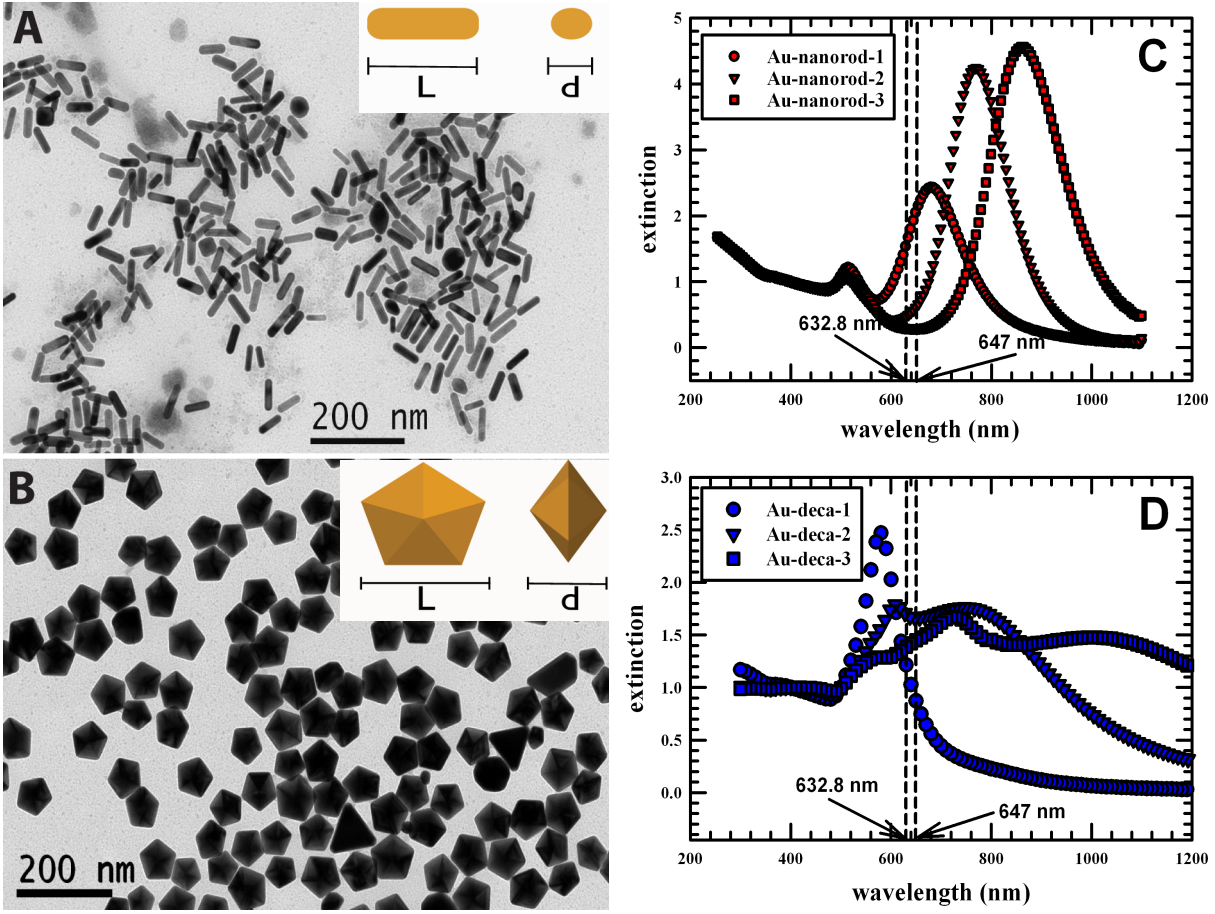 A
L
d
200 nm
B
L
d
200 nm
C
Au-nanorod-1
Au-nanorod-2
Au-nanorod-3
5
4
3
2
1
0
extinction
632.8 nm
647 nm
200 400 600 800 1000 1200
wavelength (nm)
D
Au-deca-1
Au-deca-2
Au-deca-3
3.0
2.5
2.0
1.5
1.0
0.5
0.0
extinction
632.8 nm
647 nm
200 400 600 800 1000 1200
wavelength (nm)